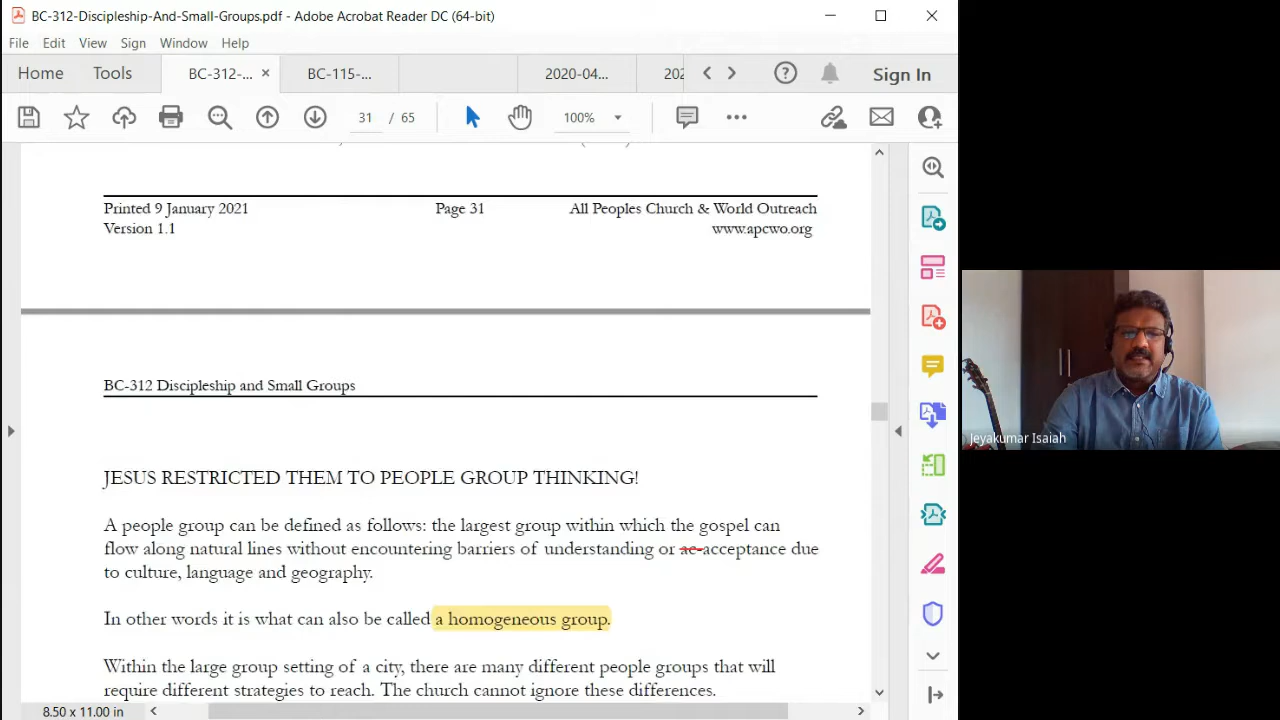 BC-312-Discipleship-And-Small-Groups.pdf - Adobe Acrobat Reader DC (64-bit)
File Edit View Sign Window Help
Home Tools BC-312-... BC-115-... 2020-04... 202 Sign In
31 / 65 100%
Printed 9 January 2021 Page 31 All Peoples Church & World Outreach
Version 1.1 www.apcwo.org
BC-312 Discipleship and Small Groups
JESUS RESTRICTED THEM TO PEOPLE GROUP THINKING!
A people group can be defined as follows: the largest group within which the gospel can
flow along natural lines without encountering barriers of understanding or ac-acceptance due
to culture, language and geography.
In other words it is what can also be called a homogeneous group.
Within the large group setting of a city, there are many different people groups that will
require different strategies to reach. The church cannot ignore these differences.
8.50 x 11.00 in
Jeyakumar Isaiah